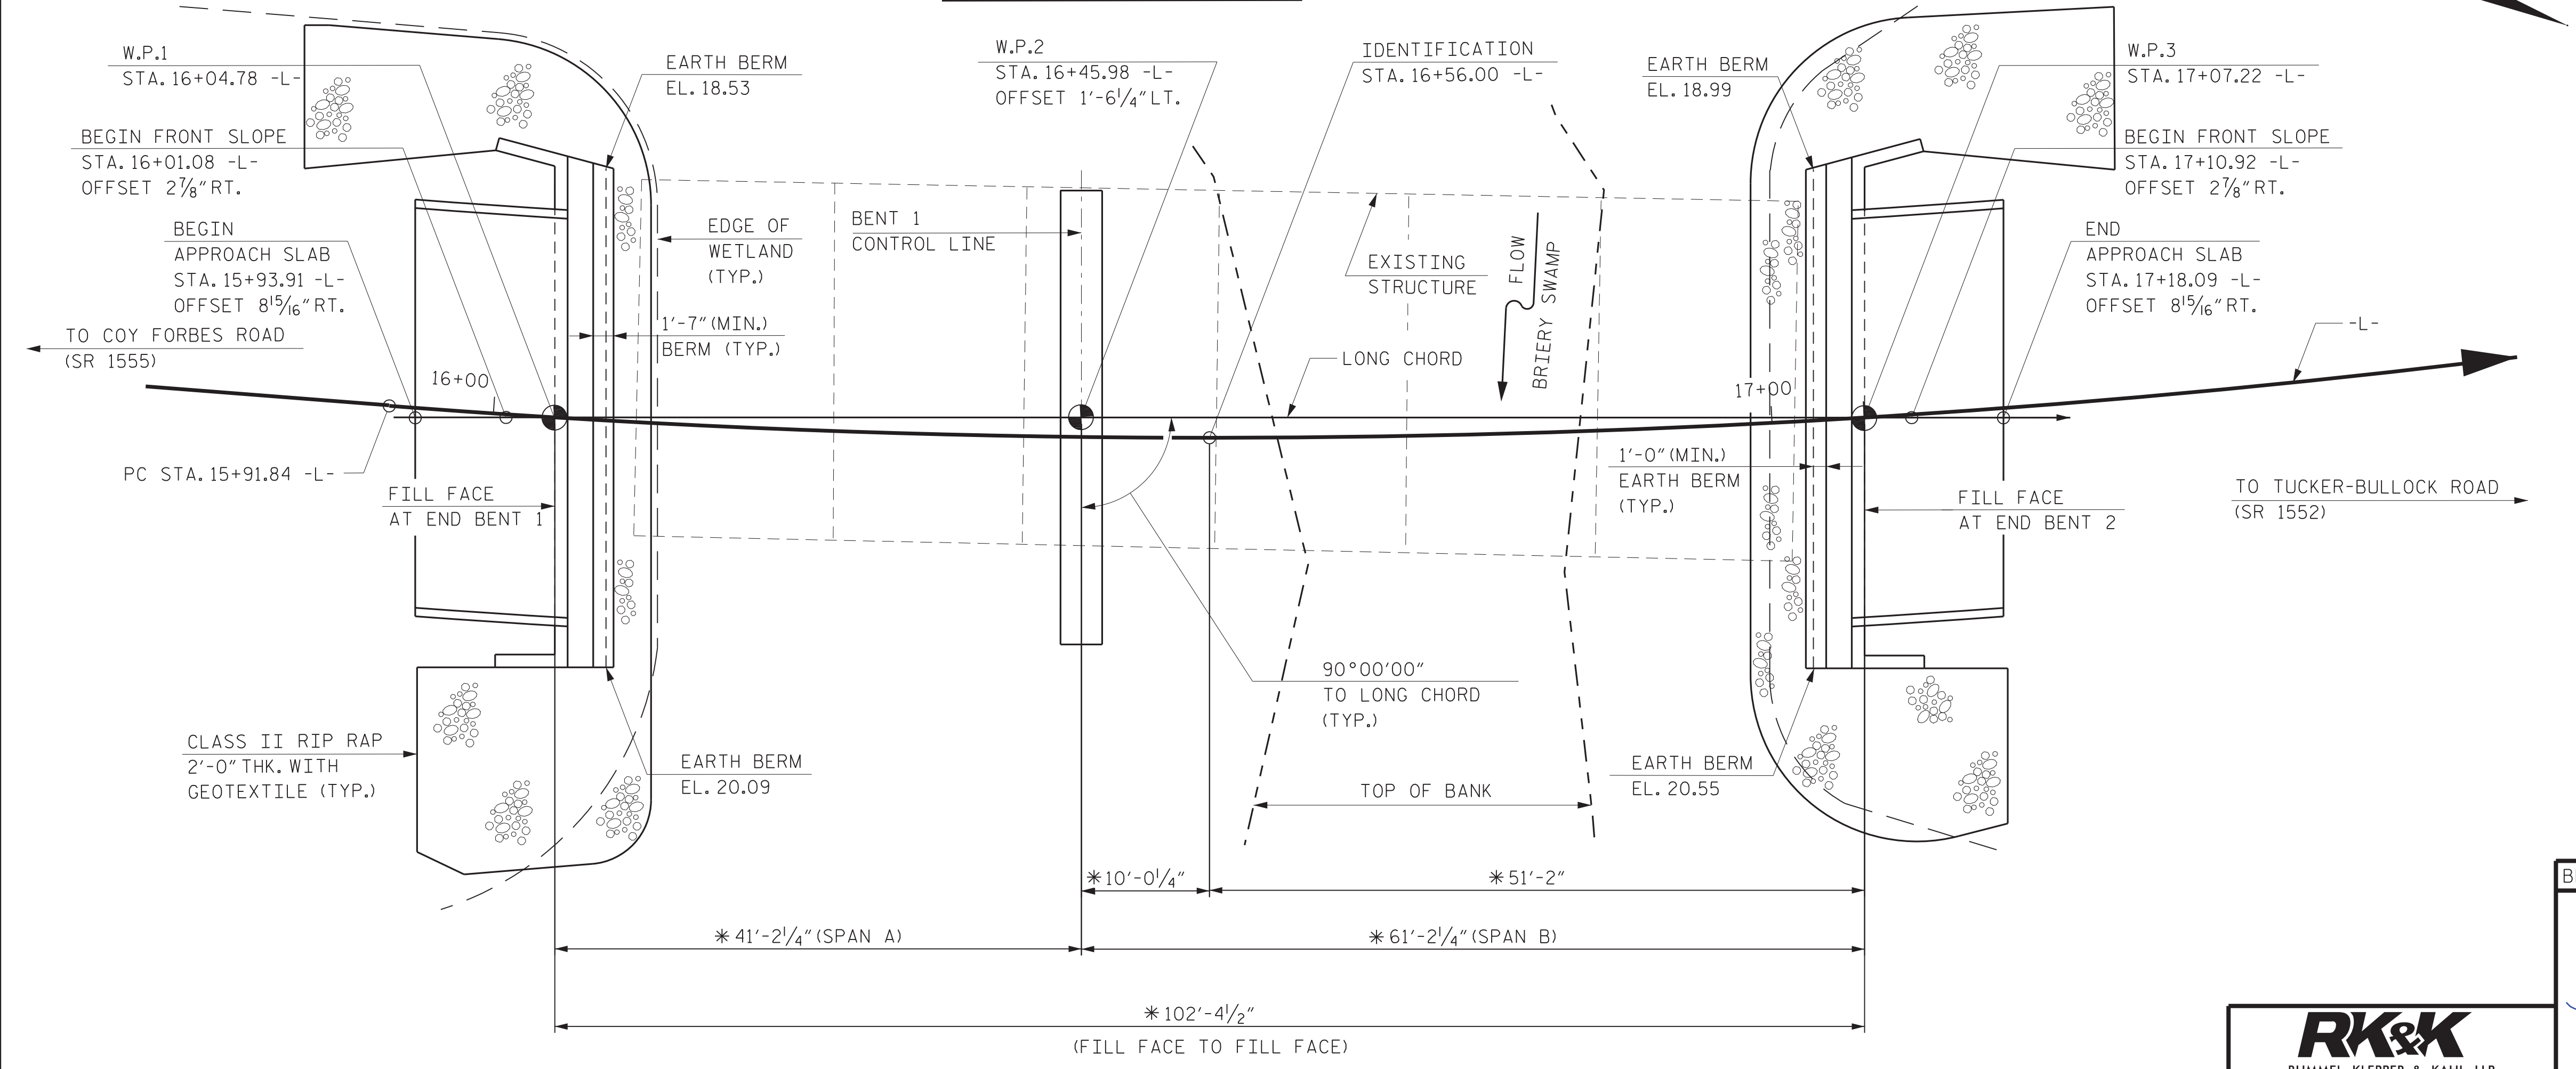 W.P.1
STA. 16+04.78 -L-
BEGIN FRONT SLOPE
STA. 16+01.08 -L-
OFFSET 2⅞" RT.
BEGIN
APPROACH SLAB
STA. 15+93.91 -L-
OFFSET 8 15/16" RT.
TO COY FORBES ROAD
(SR 1555)
16+00
PC STA. 15+91.84 -L-
FILL FACE
AT END BENT 1
CLASS II RIP RAP
2'-0" THK. WITH
GEOTEXTILE (TYP.)
EARTH BERM
EL. 18.53
EDGE OF
WETLAND
(TYP.)
1'-7" (MIN.)
BERM (TYP.)
EARTH BERM
EL. 20.09
BENT 1
CONTROL LINE
W.P.2
STA. 16+45.98 -L-
OFFSET 1'-6¼" LT.
IDENTIFICATION
STA. 16+56.00 -L-
EXISTING
STRUCTURE
LONG CHORD
FLOW
BRIERY SWAMP
90°00'00"
TO LONG CHORD
(TYP.)
TOP OF BANK
EARTH BERM
EL. 18.99
17+00
1'-0" (MIN.)
EARTH BERM
(TYP.)
EARTH BERM
EL. 20.55
W.P.3
STA. 17+07.22 -L-
BEGIN FRONT SLOPE
STA. 17+10.92 -L-
OFFSET 2⅞" RT.
END
APPROACH SLAB
STA. 17+18.09 -L-
OFFSET 8 15/16" RT.
-L-
FILL FACE
AT END BENT 2
TO TUCKER-BULLOCK ROAD
(SR 1552)
*10'-0¼"
*51'-2"
*41'-2¼" (SPAN A)
*61'-2¼" (SPAN B)
*102'-4½"
(FILL FACE TO FILL FACE)
RK&K